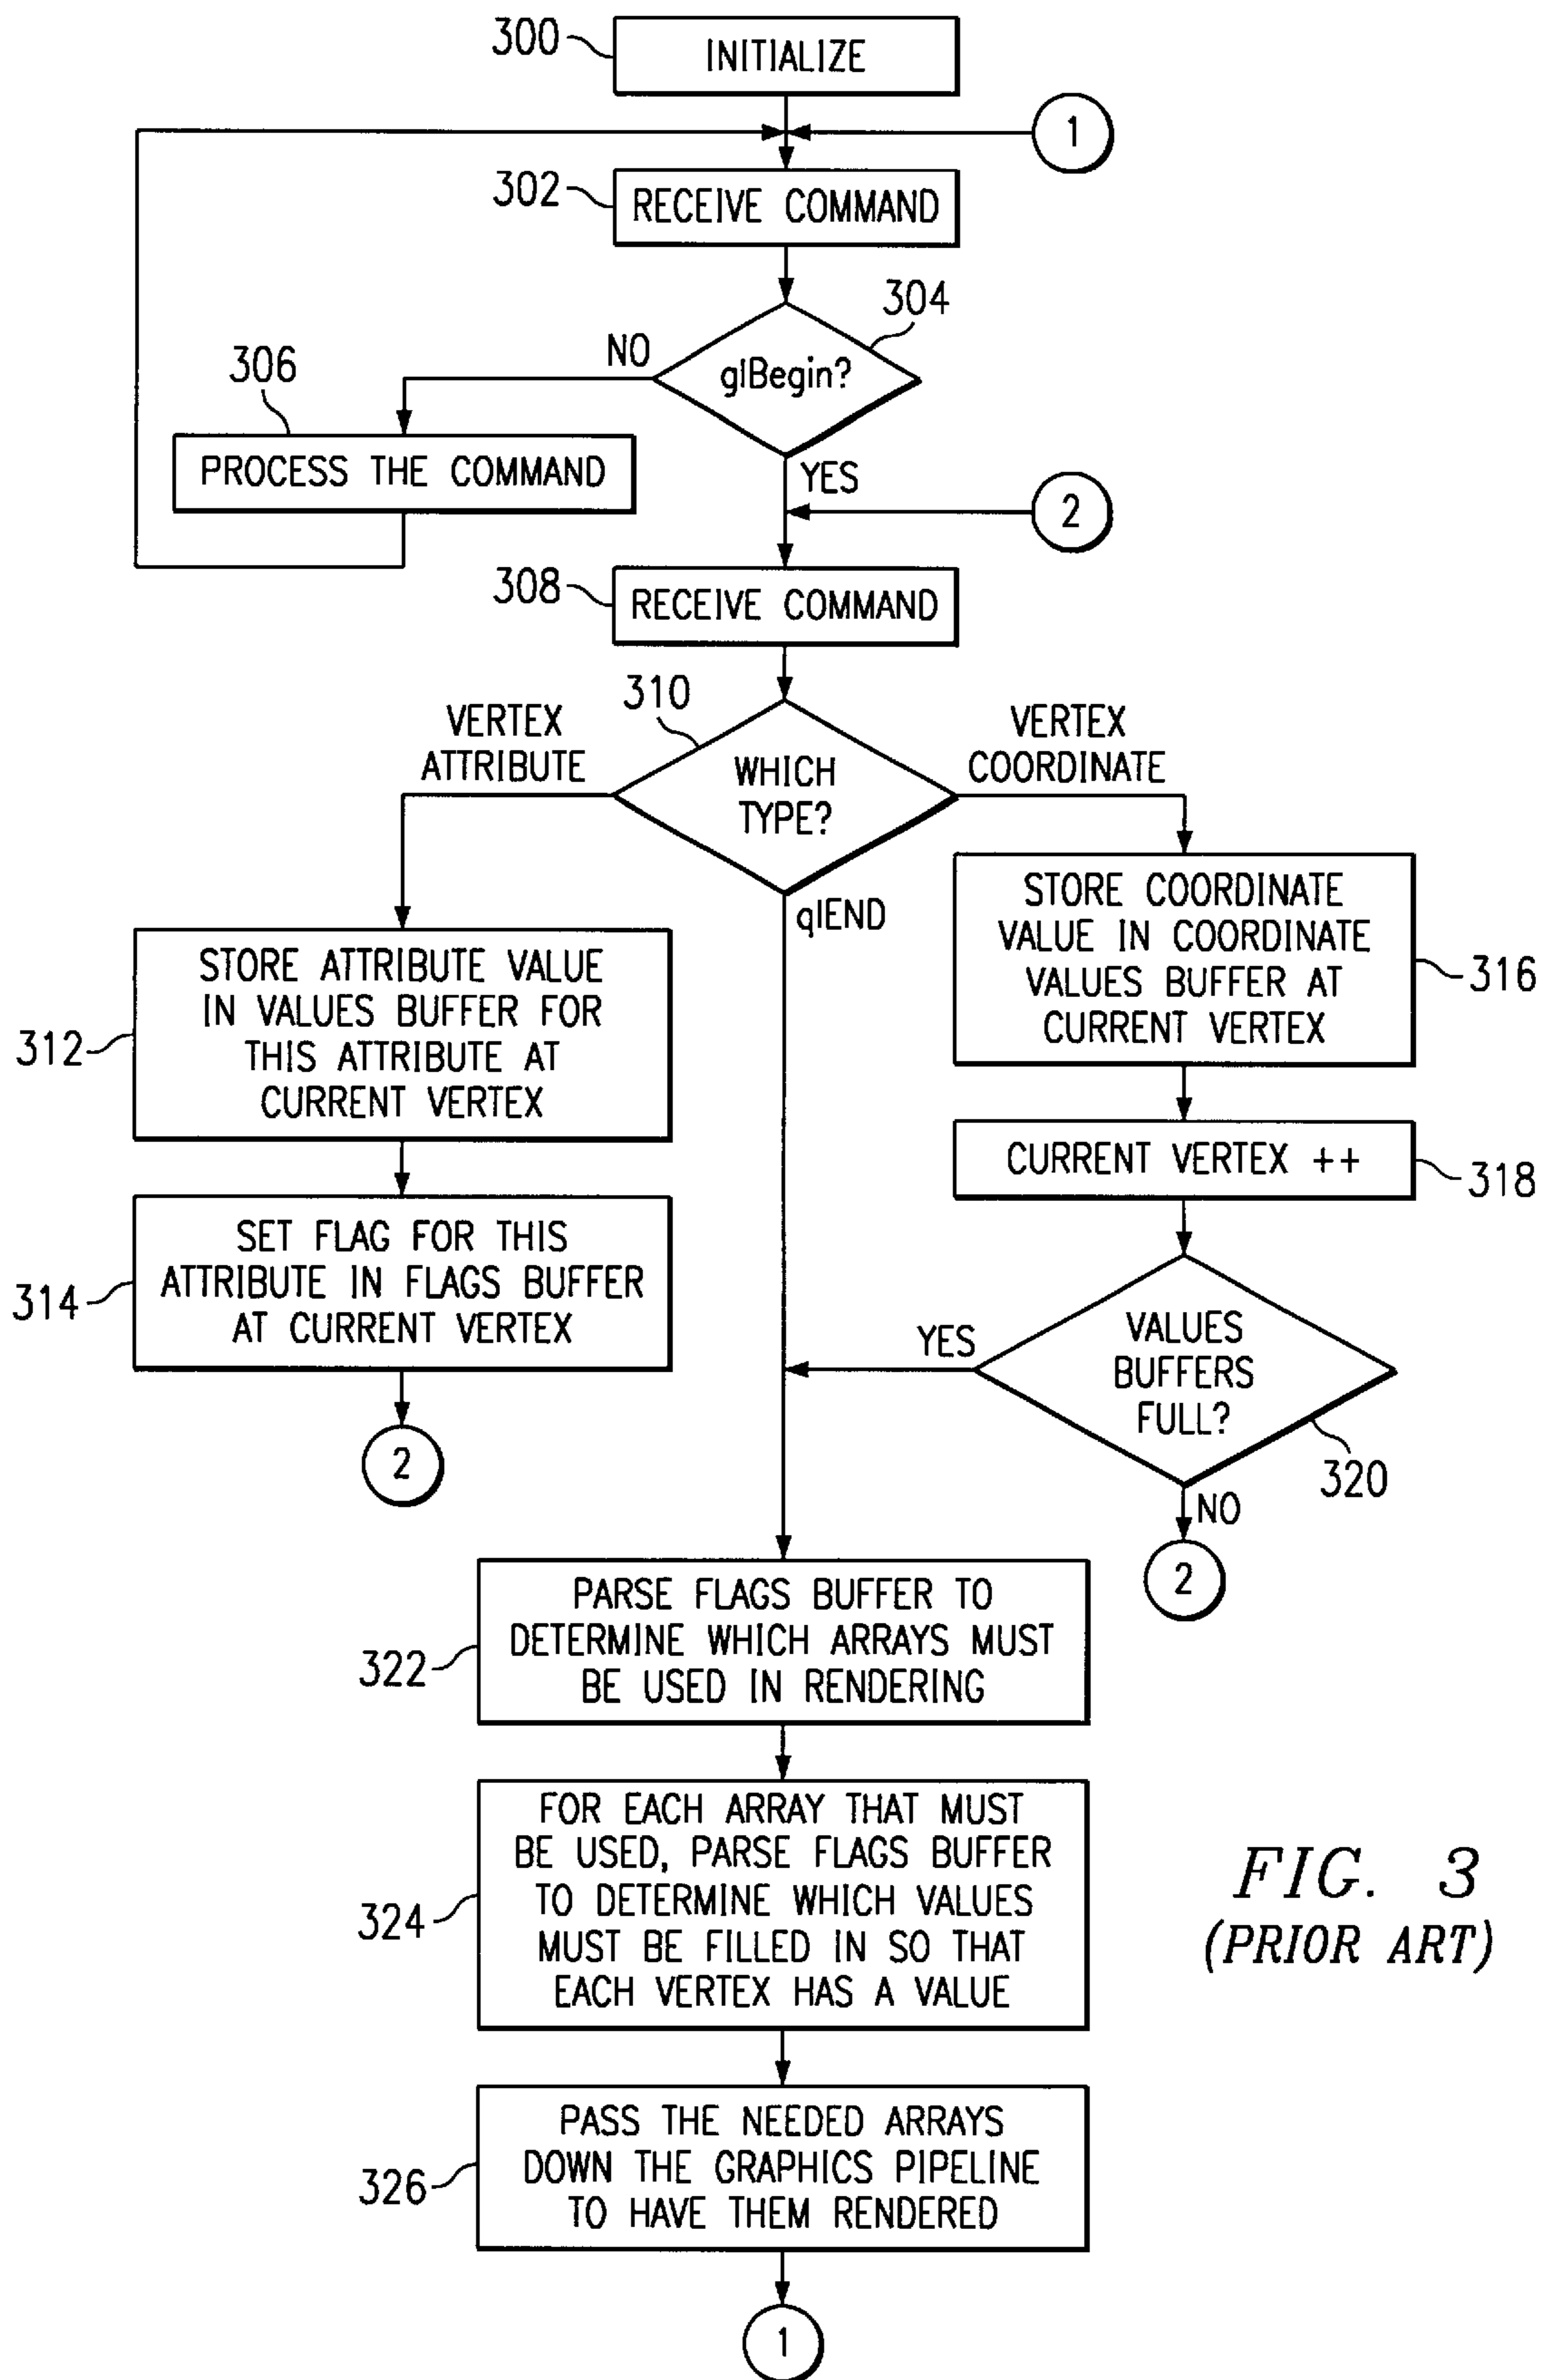 300
INITIALIZE
1
302
RECEIVE COMMAND
304
glBegin?
NO
306
PROCESS THE COMMAND
YES
2
308
RECEIVE COMMAND
310
VERTEX
ATTRIBUTE
WHICH
TYPE?
VERTEX
COORDINATE
qlEND
312
STORE ATTRIBUTE VALUE
IN VALUES BUFFER FOR
THIS ATTRIBUTE AT
CURRENT VERTEX
STORE COORDINATE
VALUE IN COORDINATE
VALUES BUFFER AT
CURRENT VERTEX
316
CURRENT VERTEX ++
318
314
SET FLAG FOR THIS
ATTRIBUTE IN FLAGS BUFFER
AT CURRENT VERTEX
2
YES
VALUES
BUFFERS
FULL?
320
NO
2
322
PARSE FLAGS BUFFER TO
DETERMINE WHICH ARRAYS MUST
BE USED IN RENDERING
324
FOR EACH ARRAY THAT MUST
BE USED, PARSE FLAGS BUFFER
TO DETERMINE WHICH VALUES
MUST BE FILLED IN SO THAT
EACH VERTEX HAS A VALUE
FIG. 3
(PRIOR ART)
326
PASS THE NEEDED ARRAYS
DOWN THE GRAPHICS PIPELINE
TO HAVE THEM RENDERED
1